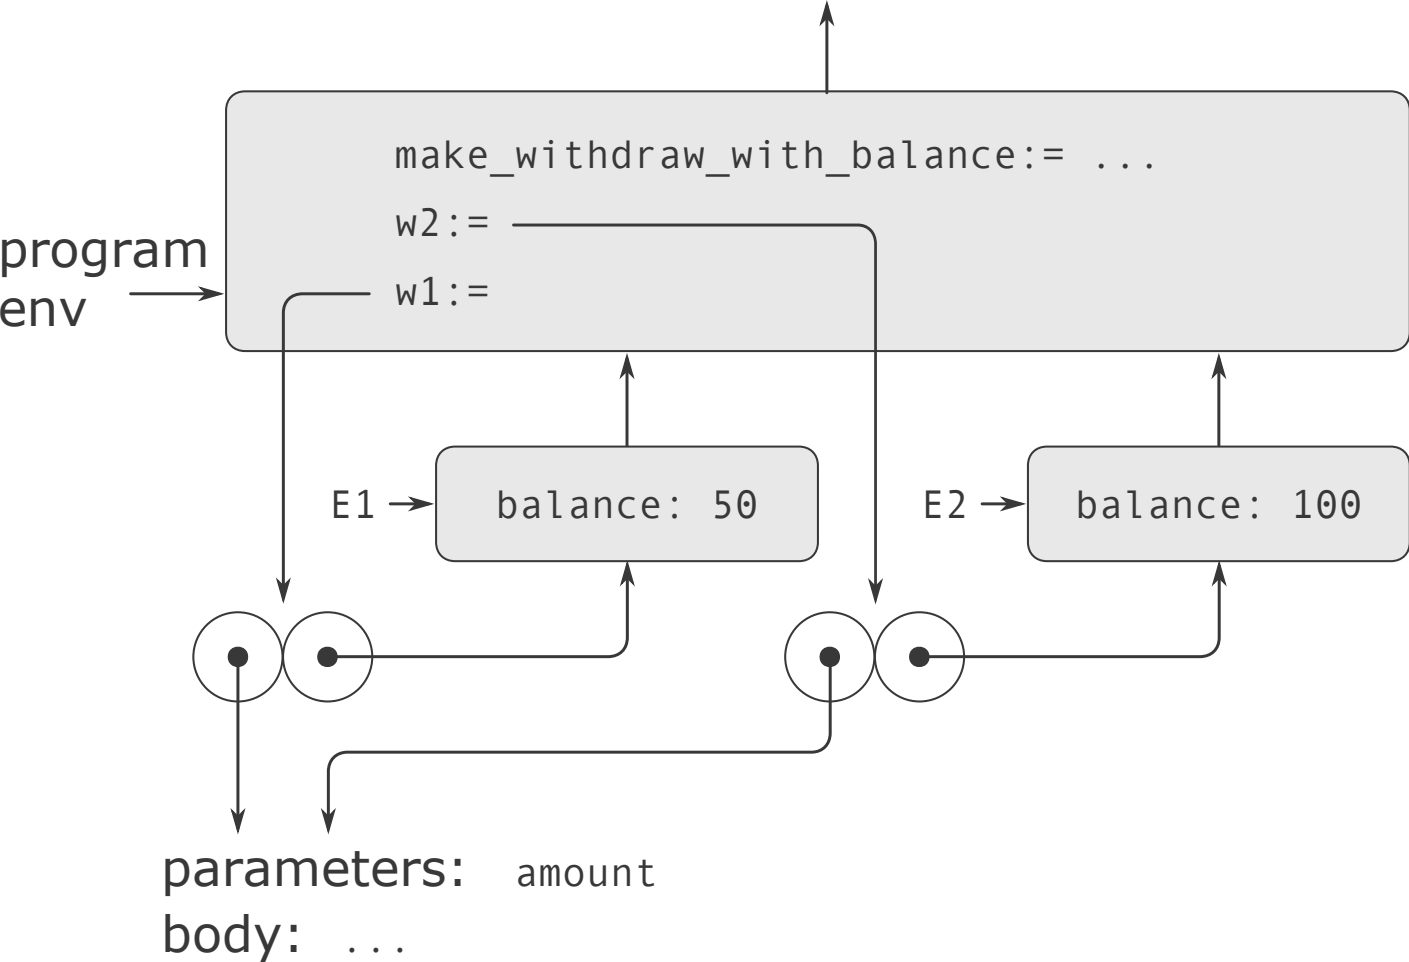 make_withdraw_with_balance:= ...
w2:=
program
env
w1:=
E1
balance: 50
E2
balance: 100
parameters: amount
body: ...